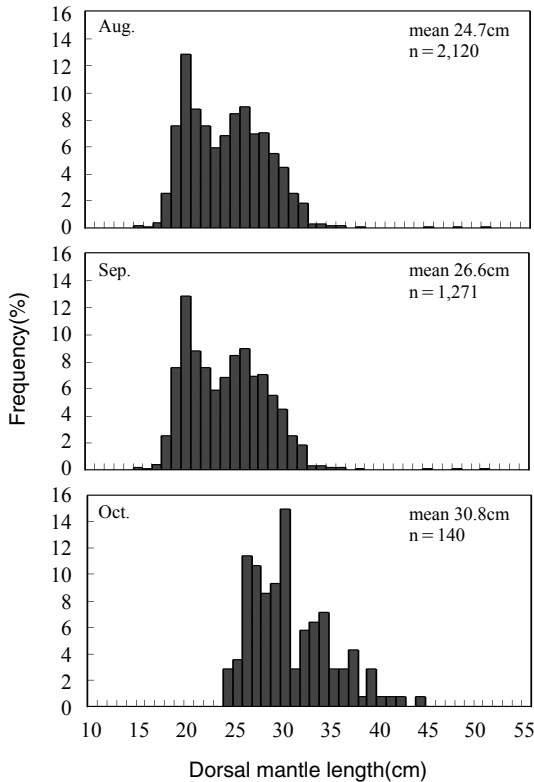 16
14
12
10
8
6
4
2
0
Aug.
mean 24.7cm
n = 2,120
16
14
12
10
8
6
4
2
0
Sep.
mean 26.6cm
n = 1,271
Frequency(%)
16
14
12
10
8
6
4
2
0
Oct.
mean 30.8cm
n = 140
10 15 20 25 30 35 40 45 50 55
Dorsal mantle length(cm)